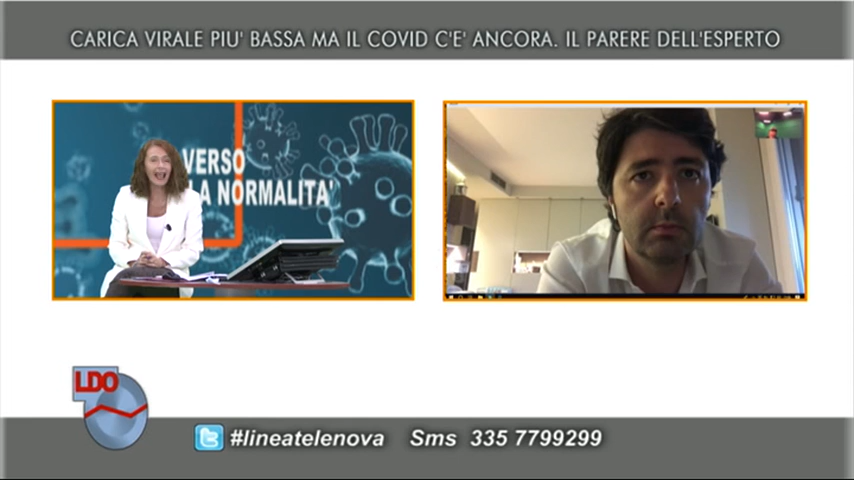 CARICA VIRALE PIU' BASSA MA IL COVID C'E' ANCORA. IL PARERE DELL'ESPERTO
VERSO
LA NORMALITA'
LDO
#lineatelenova Sms 335 7799299